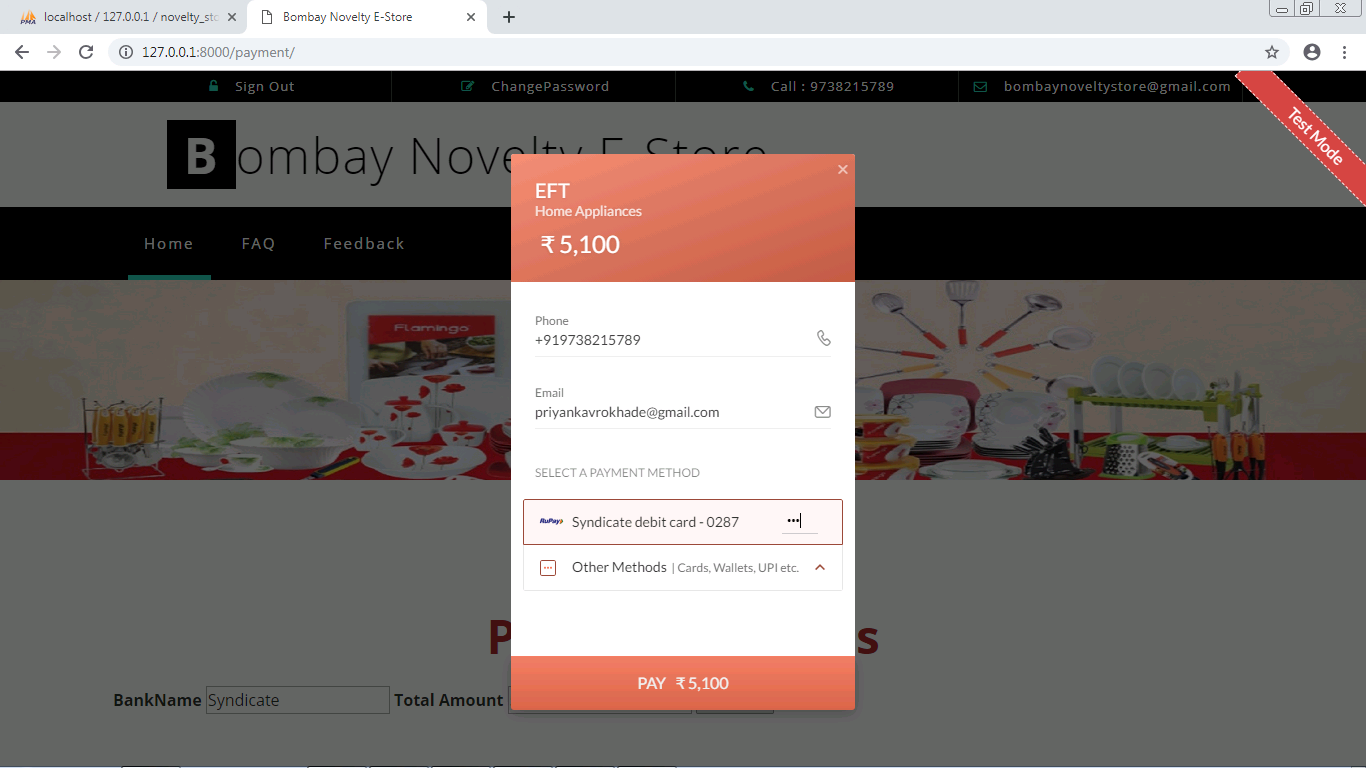 localhost / 127.0.0.1 / novelty_sto
Bombay Novelty E-Store
127.0.0.1:8000/payment/
Sign Out
ChangePassword
Call : 9738215789
bombaynoveltystore@gmail.com
Test Mode
Bombay Novelty E-Store
Home
FAQ
Feedback
Flamingo
EFT
Home Appliances
₹ 5,100
Phone
+919738215789
Email
priyankavrokhade@gmail.com
SELECT A PAYMENT METHOD
RuPay
Syndicate debit card - 0287
•••
Other Methods | Cards, Wallets, UPI etc.
PAY ₹ 5,100
BankName Syndicate Total Amount